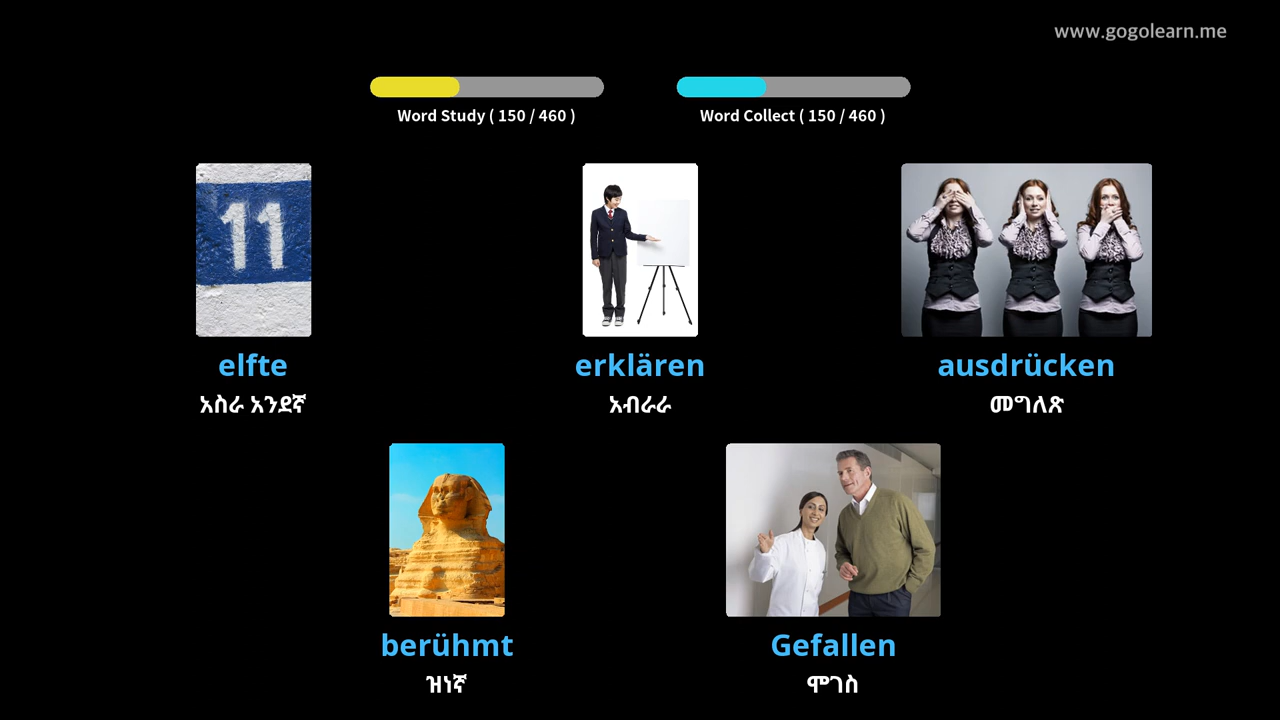 www.gogolearn.me
Word Study ( 150 / 460 )
Word Collect ( 150 / 460 )
11
elfte
አስራ አንደኛ
erklären
አብራራ
ausdrücken
መግለጽ
berühmt
ዝነኛ
Gefallen
ሞገስ